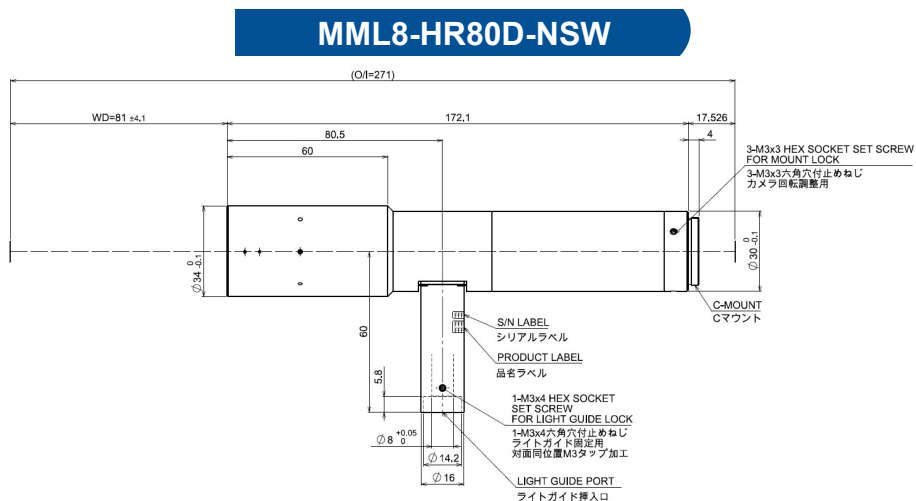 MML8-HR80D-NSW
(O/I=271)
WD=81 ±4.1
172.1
17.526
80.5
4
60
3-M3x3 HEX SOCKET SET SCREW
FOR MOUNT LOCK
3-M3x3六角穴付止めねじ
カメラ回転調整用
∅34 0 -0.1
∅30 0 -0.1
C-MOUNT
Cマウント
60
S/N LABEL
シリアルラベル
PRODUCT LABEL
品名ラベル
5.8
1-M3x4 HEX SOCKET
SET SCREW
FOR LIGHT GUIDE LOCK
1-M3x4六角穴付止めねじ
ライトガイド固定用
対面同位置M3タップ加工
∅8 +0.05 0
∅14.2
∅16
LIGHT GUIDE PORT
ライトガイド挿入口